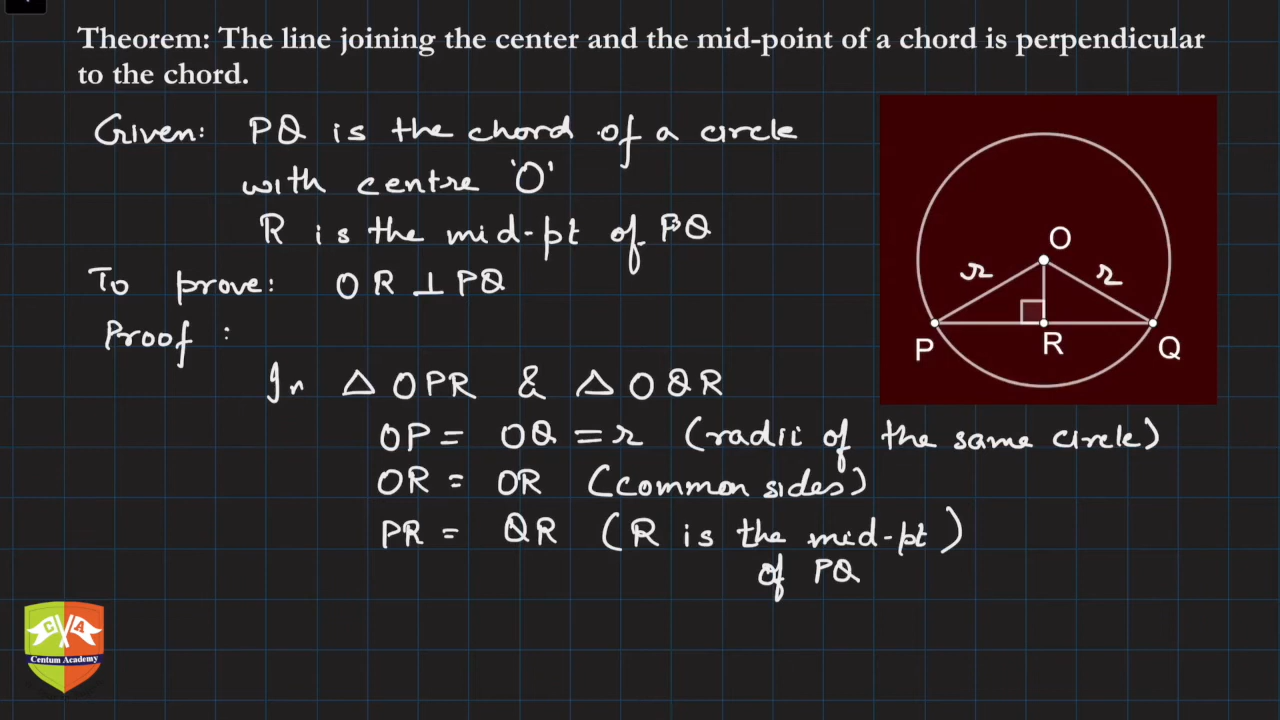 Theorem: The line joining the center and the mid-point of a chord is perpendicular
to the chord.
Given: PQ is the chord of a circle
with centre 'O'
R is the mid-pt of PQ
To prove: OR ⊥ PQ
Proof :
In △ OPR & △ OQR
OP = OQ = r (radii of the same circle)
OR = OR (common sides)
PR = QR (R is the mid-pt)
of PQ
O
r r
P R Q
C A
Centum Academy